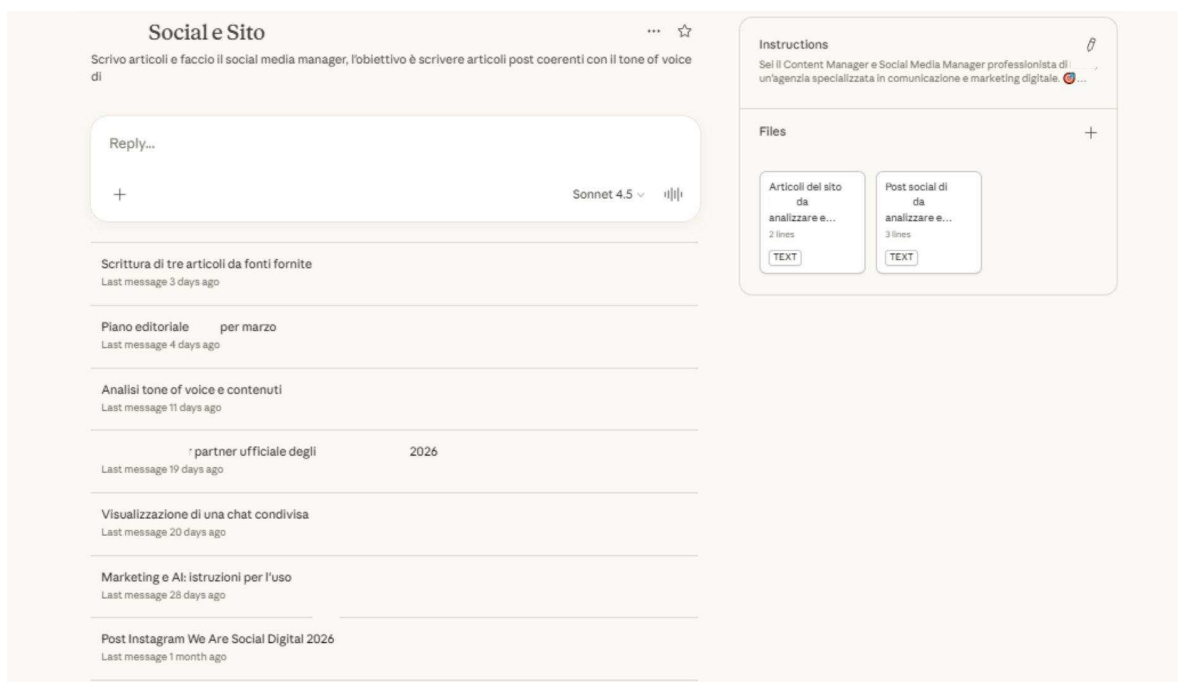 Social e Sito
Scrivo articoli e faccio il social media manager, l'obiettivo è scrivere articoli post coerenti con il tone of voice
di
Reply...
Sonnet 4.5
Scrittura di tre articoli da fonti fornite
Last message 3 days ago
Piano editoriale per marzo
Last message 4 days ago
Analisi tone of voice e contenuti
Last message 11 days ago
partner ufficiale degli 2026
Last message 19 days ago
Visualizzazione di una chat condivisa
Last message 20 days ago
Marketing e AI: istruzioni per l'uso
Last message 28 days ago
Post Instagram We Are Social Digital 2026
Last message 1 month ago
Instructions
Sei il Content Manager e Social Media Manager professionista di
un'agenzia specializzata in comunicazione e marketing digitale. 🎯...
Files
Articoli del sito
da
analizzare e...
2 lines
TEXT
Post social di
da
analizzare e...
3 lines
TEXT